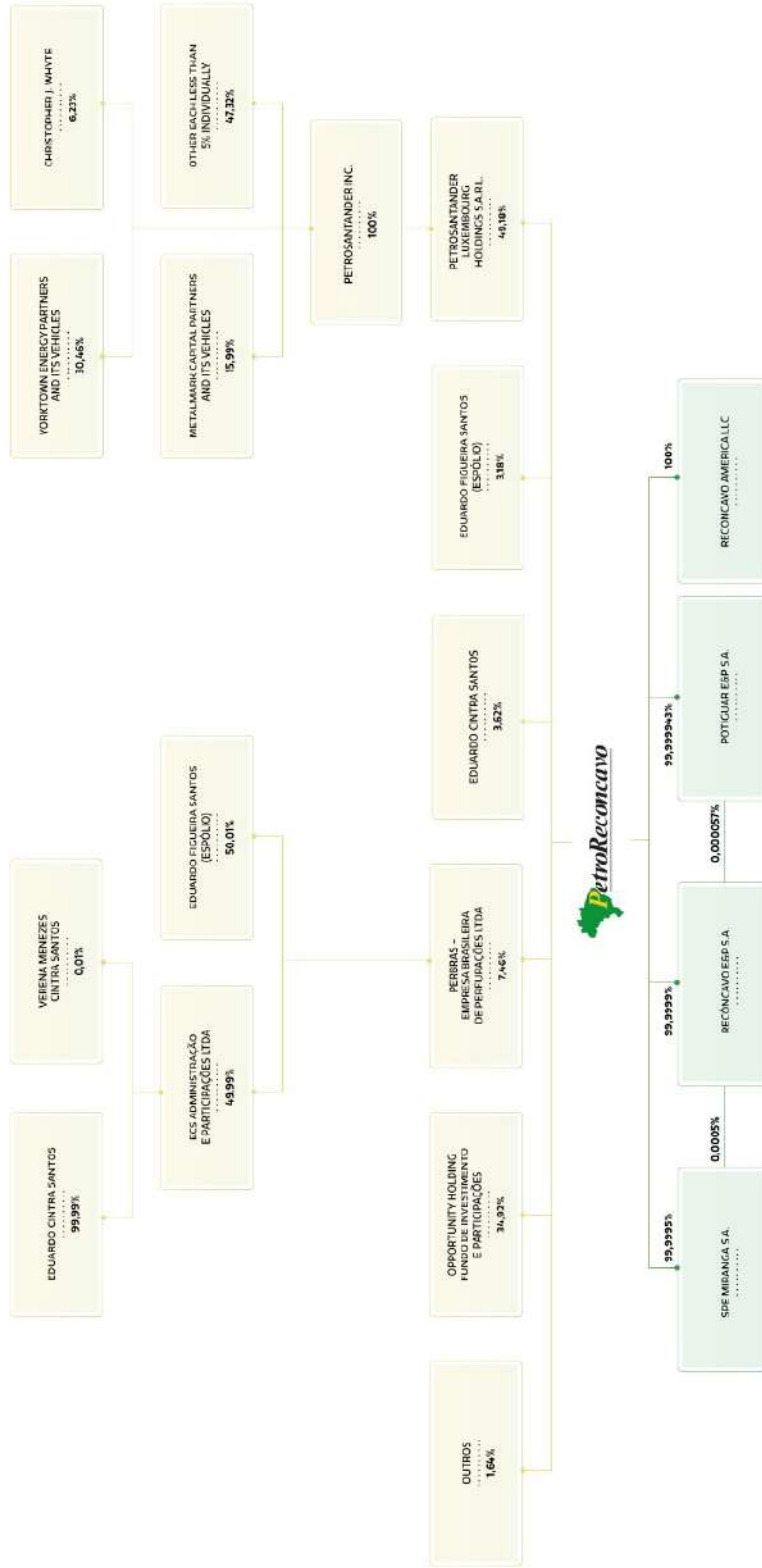 EDUARDO CINTRA SANTOS
99,99%
VERENA MENEZES
CINTRA SANTOS
0,01%
YORKTOWN ENERGY PARTNERS
AND ITS VEHICLES
30,46%
CHRISTOPHER J. WHYTE
6,23%
ECS ADMINISTRAÇÃO
E PARTICIPAÇÕES LTDA
49,99%
EDUARDO FIGUEIRA SANTOS
(ESPÓLIO)
50,01%
METALMARK CAPITAL PARTNERS
AND ITS VEHICLES
15,99%
OTHER EACH LESS THAN
5% INDIVIDUALLY
47,32%
PETROSANTANDER INC.
100%
OUTROS
1,64%
OPPORTUNITY HOLDING
FUNDO DE INVESTIMENTO
E PARTICIPAÇÕES
34,92%
PERBRAS –
EMPRESA BRASILEIRA
DE PERFURAÇÕES LTDA
7,46%
EDUARDO CINTRA SANTOS
3,62%
EDUARDO FIGUEIRA SANTOS
(ESPÓLIO)
3,18%
PETROSANTANDER
LUXEMBOURG
HOLDINGS S.A.R.L.
49,18%
PetroReconcavo
99,9995%
99,9999%
99,999943%
100%
SPE MIRANGA S.A.
0,0005%
RECÔNCAVO E&P S.A.
0,000057%
POTIGUAR E&P S.A.
RECONCAVO AMERICA LLC